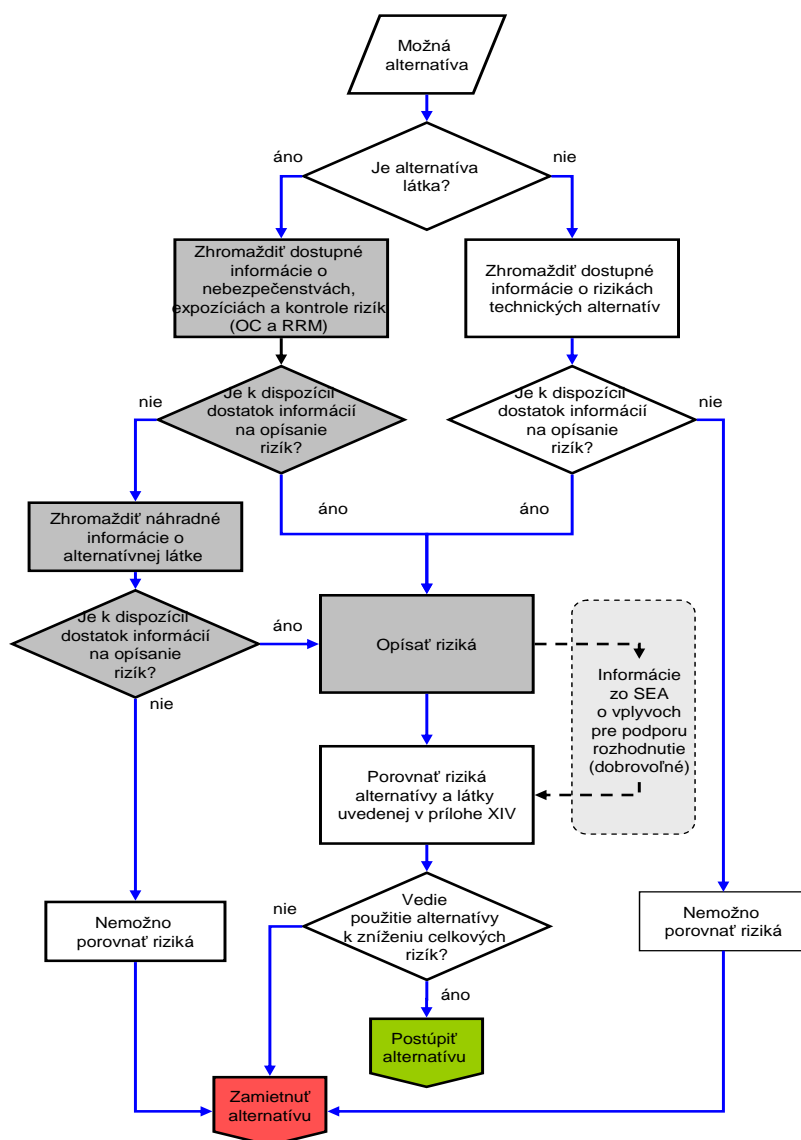 Možná
alternatíva
áno
nie
Je alternatíva
látka?
Zhromaždiť dostupné
informácie o
nebezpečenstvách,
expozíciách a kontrole rizík
(OC a RRM)
Zhromaždiť dostupné
informácie o rizikách
technických alternatív
nie
Je k dispozícií
dostatok informácií
na opísanie
rizík?
Je k dispozícií
dostatok informácií
na opísanie
rizík?
nie
áno
áno
Zhromaždiť náhradné
informácie o
alternatívnej látke
Je k dispozícií
dostatok informácií
na opísanie
rizík?
áno
nie
Opísať riziká
Informácie
zo SEA
o vplyvoch
pre podporu
rozhodnutie
(dobrovoľné)
Porovnať riziká
alternatívy a látky
uvedenej v prílohe XIV
Nemožno
porovnať riziká
nie
Vedie
použitie alternatívy
k zníženiu celkových
rizík?
Nemožno
porovnať riziká
áno
Postúpiť
alternatívu
Zamietnuť
alternatívu